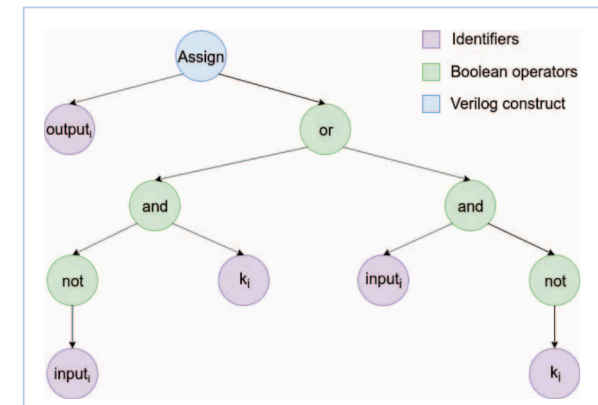 Assign
Identifiers
Boolean operators
Verilog construct
outputᵢ
or
and
and
not
kᵢ
inputᵢ
not
inputᵢ
kᵢ